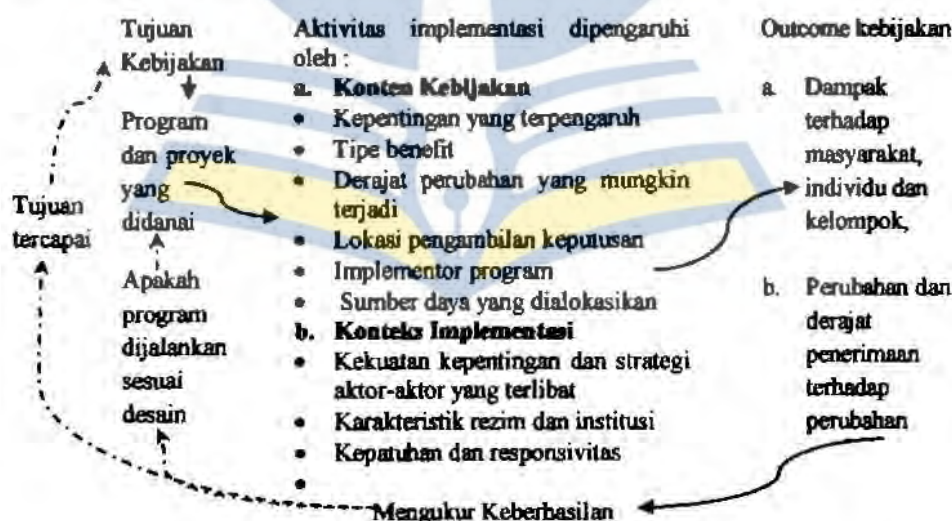 Tujuan
Kebijakan
Program
dan proyek
yang
didanai
Tujuan
tercapai
Apakah
program
dijalankan
sesuai
desain
Aktivitas implementasi dipengaruhi
oleh :
a. Konten Kebijakan
• Kepentingan yang terpengaruh
• Tipe benefit
• Derajat perubahan yang mungkin
terjadi
• Lokasi pengambilan keputusan
• Implementor program
• Sumber daya yang dialokasikan
b. Konteks Implementasi
• Kekuatan kepentingan dan strategi
aktor-aktor yang terlibat
• Karakteristik rezim dan institusi
• Kepatuhan dan responsivitas
•
Mengukur Keberhasilan
Outcome kebijakan
a. Dampak
terhadap
masyarakat,
individu dan
kelompok,
b. Perubahan dan
derajat
penerimaan
terhadap
perubahan